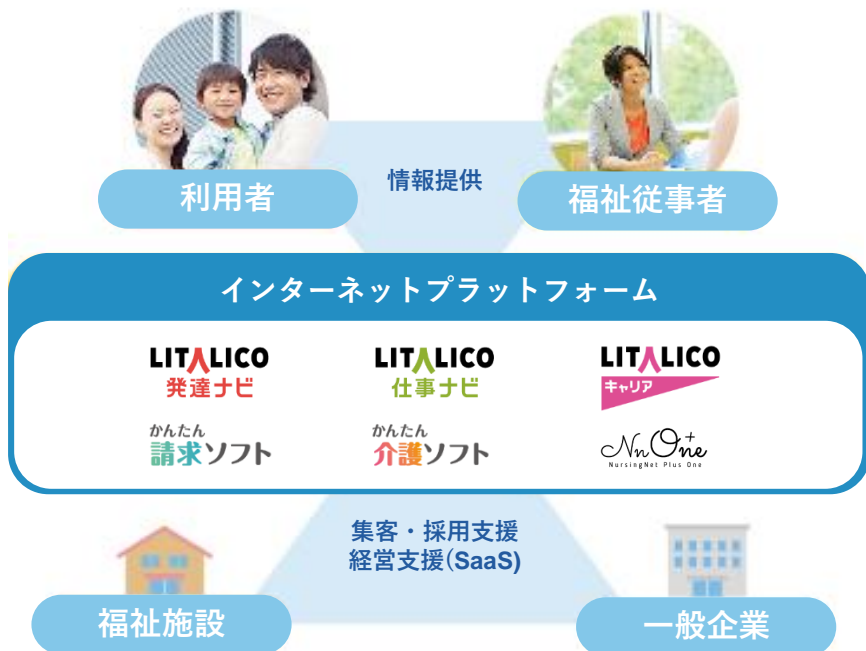 利用者
情報提供
福祉従事者
インターネットプラットフォーム
LITALICO
発達ナビ
LITALICO
仕事ナビ
LITALICO
キャリア
かんたん
請求ソフト
かんたん
介護ソフト
NnOne+
NursingNet Plus One
集客・採用支援
経営支援(SaaS)
福祉施設
一般企業